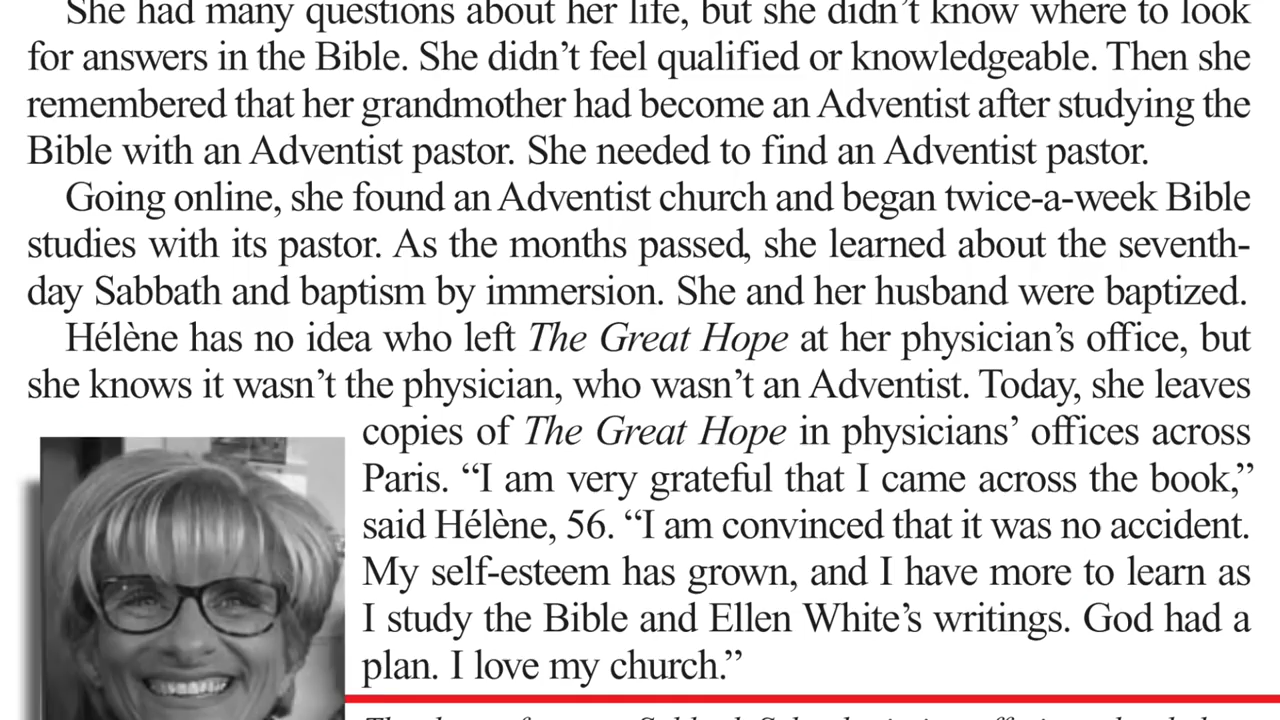 She had many questions about her life, but she didn’t know where to look
for answers in the Bible. She didn’t feel qualified or knowledgeable. Then she
remembered that her grandmother had become an Adventist after studying the
Bible with an Adventist pastor. She needed to find an Adventist pastor.
Going online, she found an Adventist church and began twice-a-week Bible
studies with its pastor. As the months passed, she learned about the seventh-
day Sabbath and baptism by immersion. She and her husband were baptized.
Hélène has no idea who left The Great Hope at her physician’s office, but
she knows it wasn’t the physician, who wasn’t an Adventist. Today, she leaves
copies of The Great Hope in physicians’ offices across
Paris. “I am very grateful that I came across the book,”
said Hélène, 56. “I am convinced that it was no accident.
My self-esteem has grown, and I have more to learn as
I study the Bible and Ellen White’s writings. God had a
plan. I love my church.”